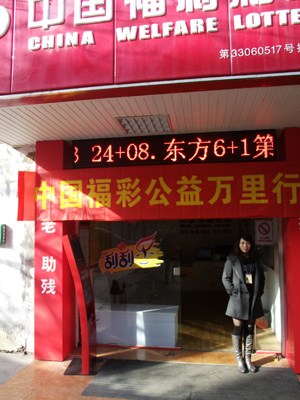 中国福利彩
CHINA WELFARE LOTTE
第33060517号
3 24+08.东方6+1第
中国福彩公益万里行
老 助残
刮刮